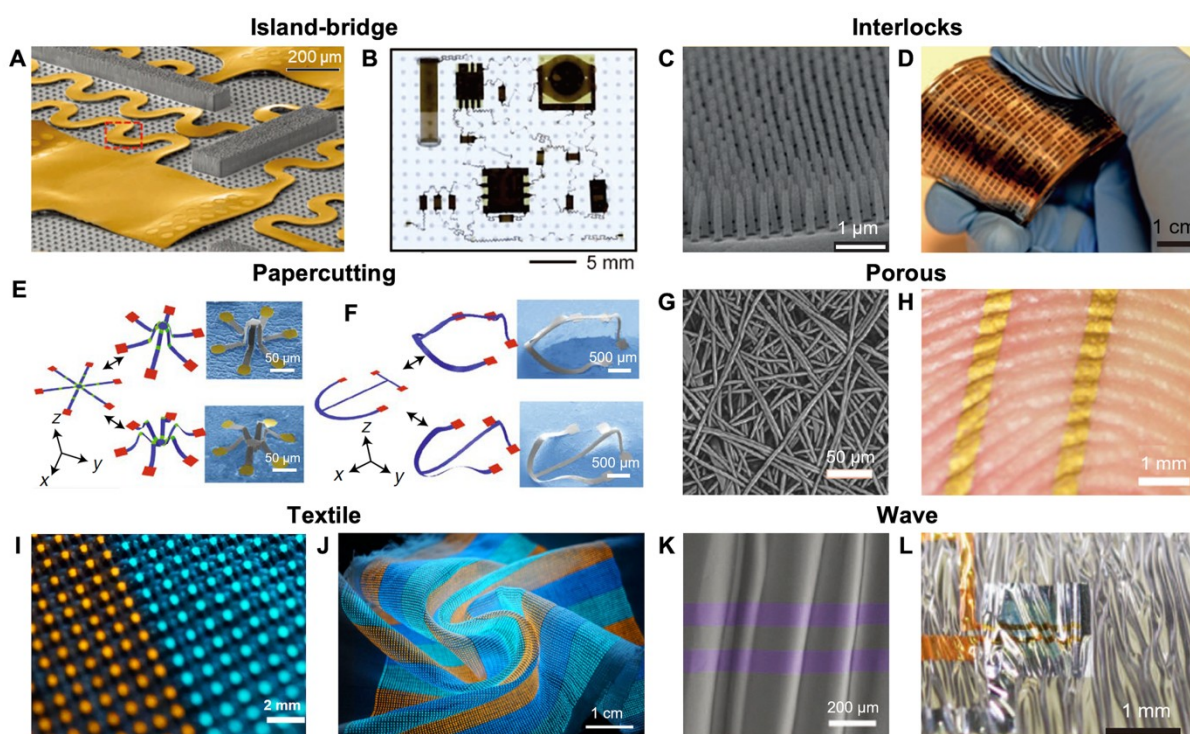 Island-bridge
Interlocks
A
200 µm
B
5 mm
C
1 µm
D
1 cm
Papercutting
Porous
E
50 µm
50 µm
z
y
x
F
500 µm
500 µm
z
y
x
G
50 µm
H
1 mm
Textile
Wave
I
2 mm
J
1 cm
K
200 µm
L
1 mm